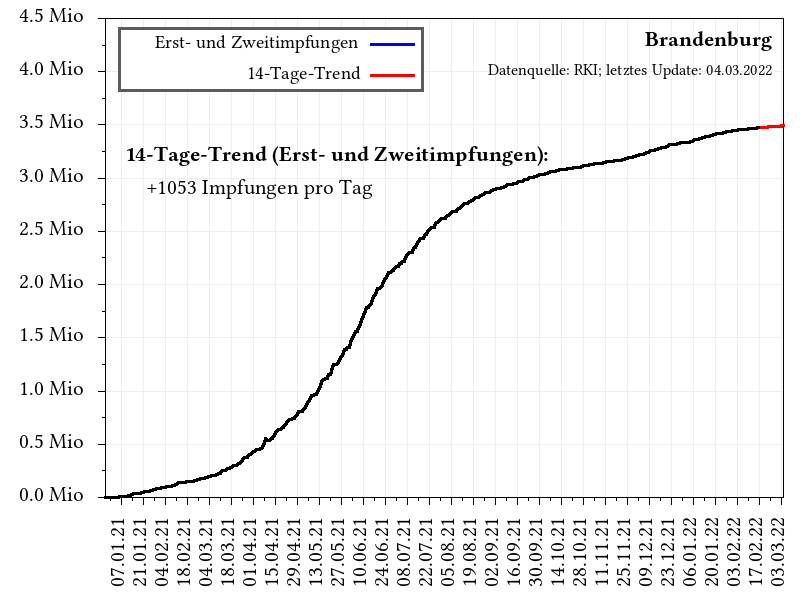 4.5 Mio
Erst- und Zweitimpfungen
Brandenburg
4.0 Mio
14-Tage-Trend
Datenquelle: RKI; letztes Update: 04.03.2022
3.5 Mio
14-Tage-Trend (Erst- und Zweitimpfungen):
3.0 Mio
+1053 Impfungen pro Tag
2.5 Mio
2.0 Mio
1.5 Mio
1.0 Mio
0.5 Mio
0.0 Mio
07.01.21
21.01.21
04.02.21
18.02.21
04.03.21
18.03.21
01.04.21
15.04.21
29.04.21
13.05.21
27.05.21
10.06.21
24.06.21
08.07.21
22.07.21
05.08.21
19.08.21
02.09.21
16.09.21
30.09.21
14.10.21
28.10.21
11.11.21
25.11.21
09.12.21
23.12.21
06.01.22
20.01.22
03.02.22
17.02.22
03.03.22